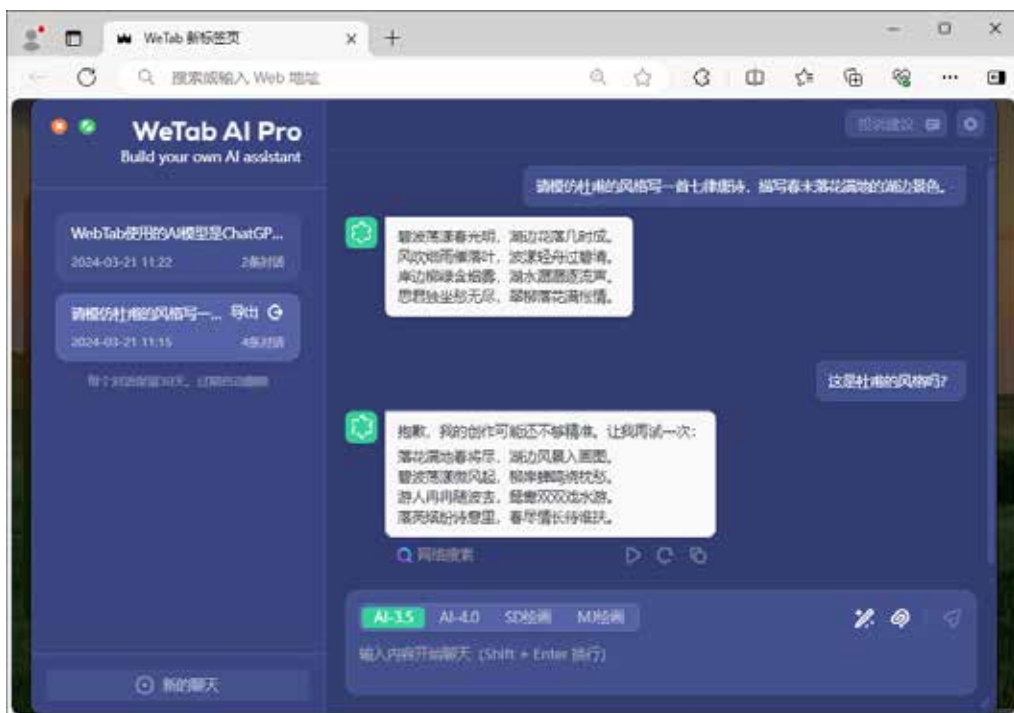 WeTab 新标签页
搜索或输入 Web 地址
WeTab AI Pro
Build your own AI assistant
投诉建议
WebTab使用的AI模型是ChatGP...
2024-03-21 11:22 2条对话
请模仿杜甫的风格写一... 导出
2024-03-21 11:15 4条对话
新的聊天
请模仿杜甫的风格写一首七律唐诗，描写春末落花满地的湖边景色。
碧波荡漾春光明，湖边花落几时成。
风吹细雨催落叶，波漾轻舟过碧清。
岸边柳绿含烟雾，湖水潺潺逐流声。
思君独坐愁无尽，翠柳落花满怅情。
这是杜甫的风格吗?
抱歉，我的创作可能还不够精准。让我再试一次：
落花满地春将尽，湖边风景入画图。
碧波荡漾微风起，柳岸蝉鸣绕枕愁。
游人冉冉随波去，鸳鸯双双戏水游。
落英缤纷诗意里，春尽情长待谁扶。
网络搜索
AI-3.5 AI-4.0 SD绘画 MJ绘画
输入内容开始聊天 (Shift + Enter 换行)